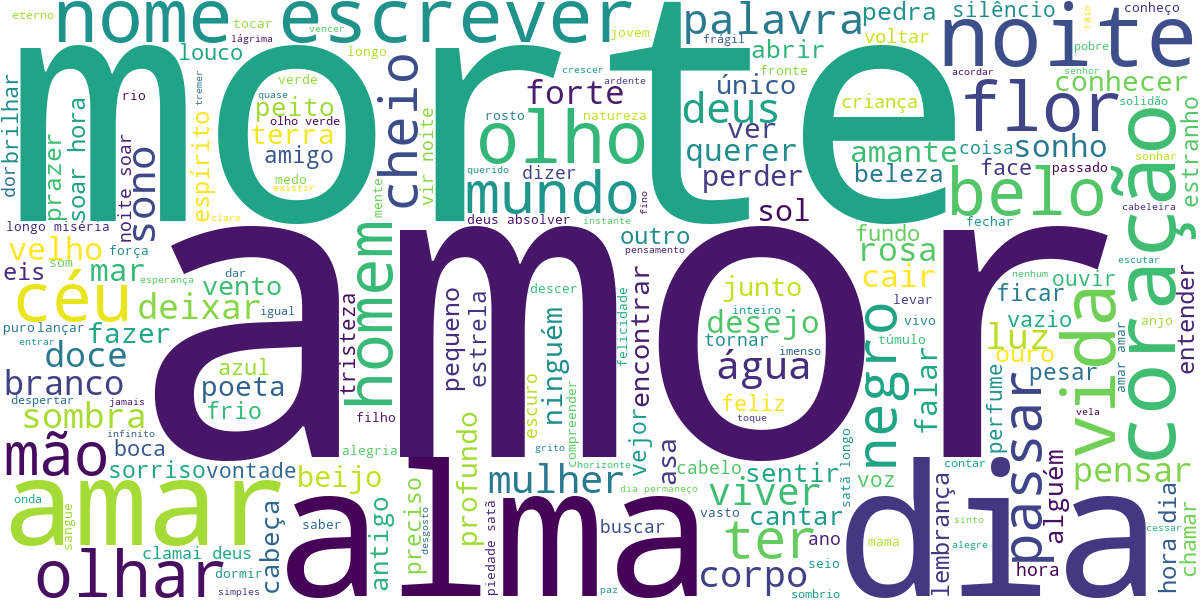 morte
amor
alma
dia
amar
nome escrever
palavra
noite
flor
belo
coração
vida
olho
mundo
deus
homem
cheio
céu
mão
olhar
negro
passar
ter
corpo
mulher
viver
água
desejo
sombra
branco
doce
deixar
velho
sono
forte
querer
sonho
amante
rosa
luz
cair
pensar
falar
profundo
eterno
tocar
lágrima
vencer
louco
longo
jovem
frágil
abrir
pedra
voltar
silêncio
conheço
raio
pobre
acordar
senhor
conhecer
solidão
estranho
dorbrilhar
prazer
soar hora
rio
noite soar
espírito
tremer
verde
peito
quase
olho verde
terra
amigo
medo
existir
claro
mente
vir noite
crescer
ardente
rosto
natureza
querido
dizer
deus absolver
instante
fino
fronte
único
ver
perder
sol
criança
beleza
coisa
face
sonhar
passado
fechar
cabeleira
longo miséria
som
força
esperança
eis
mar
vento
dar
igual
puro
lançar
entrar
fazer
tristeza
azul
poeta
frio
filho
despertar
jamais
infinito
boca
sorriso
vontade
alegria
beijo
outro
pensamento
descer
pequeno
estrela
ninguém
felicidade
encontrar
vejo
escuro
compreender
grito
horizonte
junto
inteiro
tornar
imenso
feliz
toque
fundo
ouvir
escutar
nenhum
ficar
levar
vivo
vazio
anjo
túmulo
ouro
pesar
amar amar
entender
vela
perfume
alguém
onda
sangue
clamai deus
dormir
simples
cabeça
saber
antigo
preciso
desgosto
piedade satã
paz
buscar
dia permaneço
asa
cabelo
vasto
sentir
cantar
ano
seio
sombrio
satã longo
voz
mama
lembrança
contar
sinto
alegre
hora
hora dia
cessar
chamar